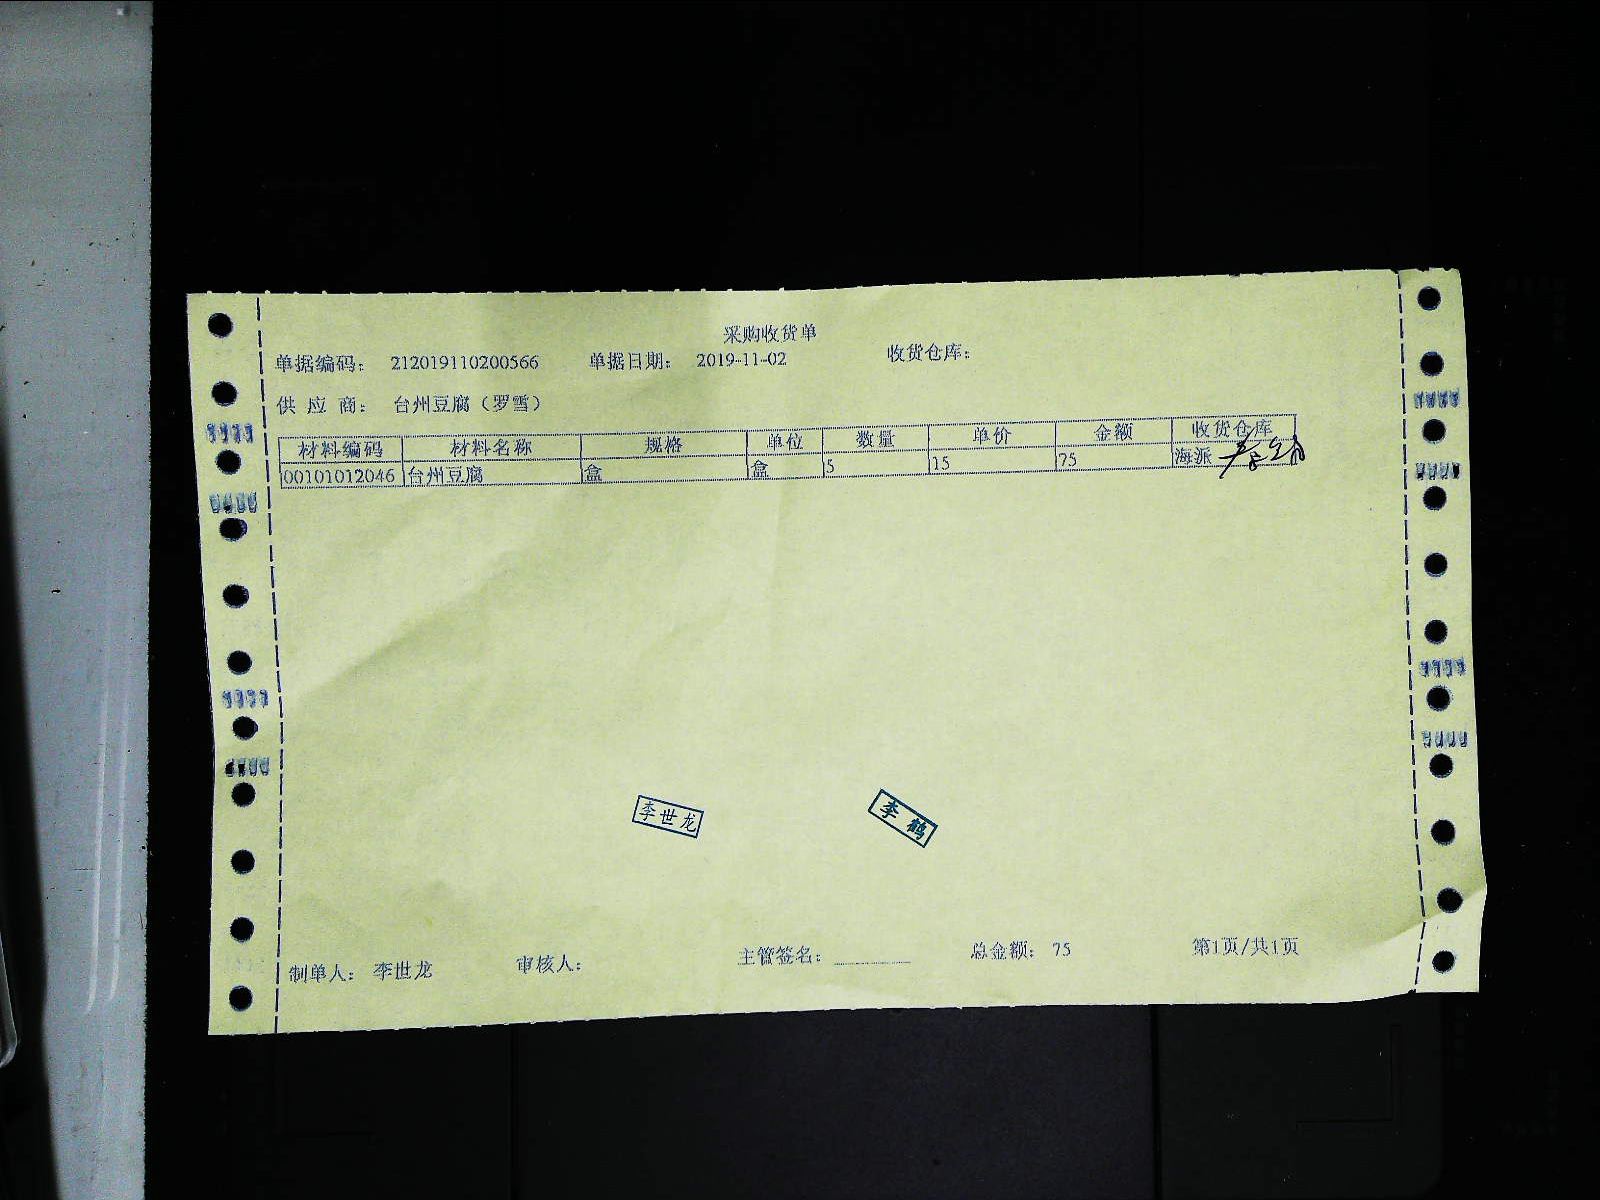 采购收货单
单据编码： 212019110200566 单据日期： 2019-11-02 收货仓库：
供 应 商： 台州豆腐（罗雪）
材料编码 材料名称 规格 单位 数量 单价 金额 收货仓库
00101012046 台州豆腐 盒 盒 5 15 75 海派
李世龙 李鹤
制单人： 李世龙 审核人： 主管签名： 总金额： 75 第1页/共1页